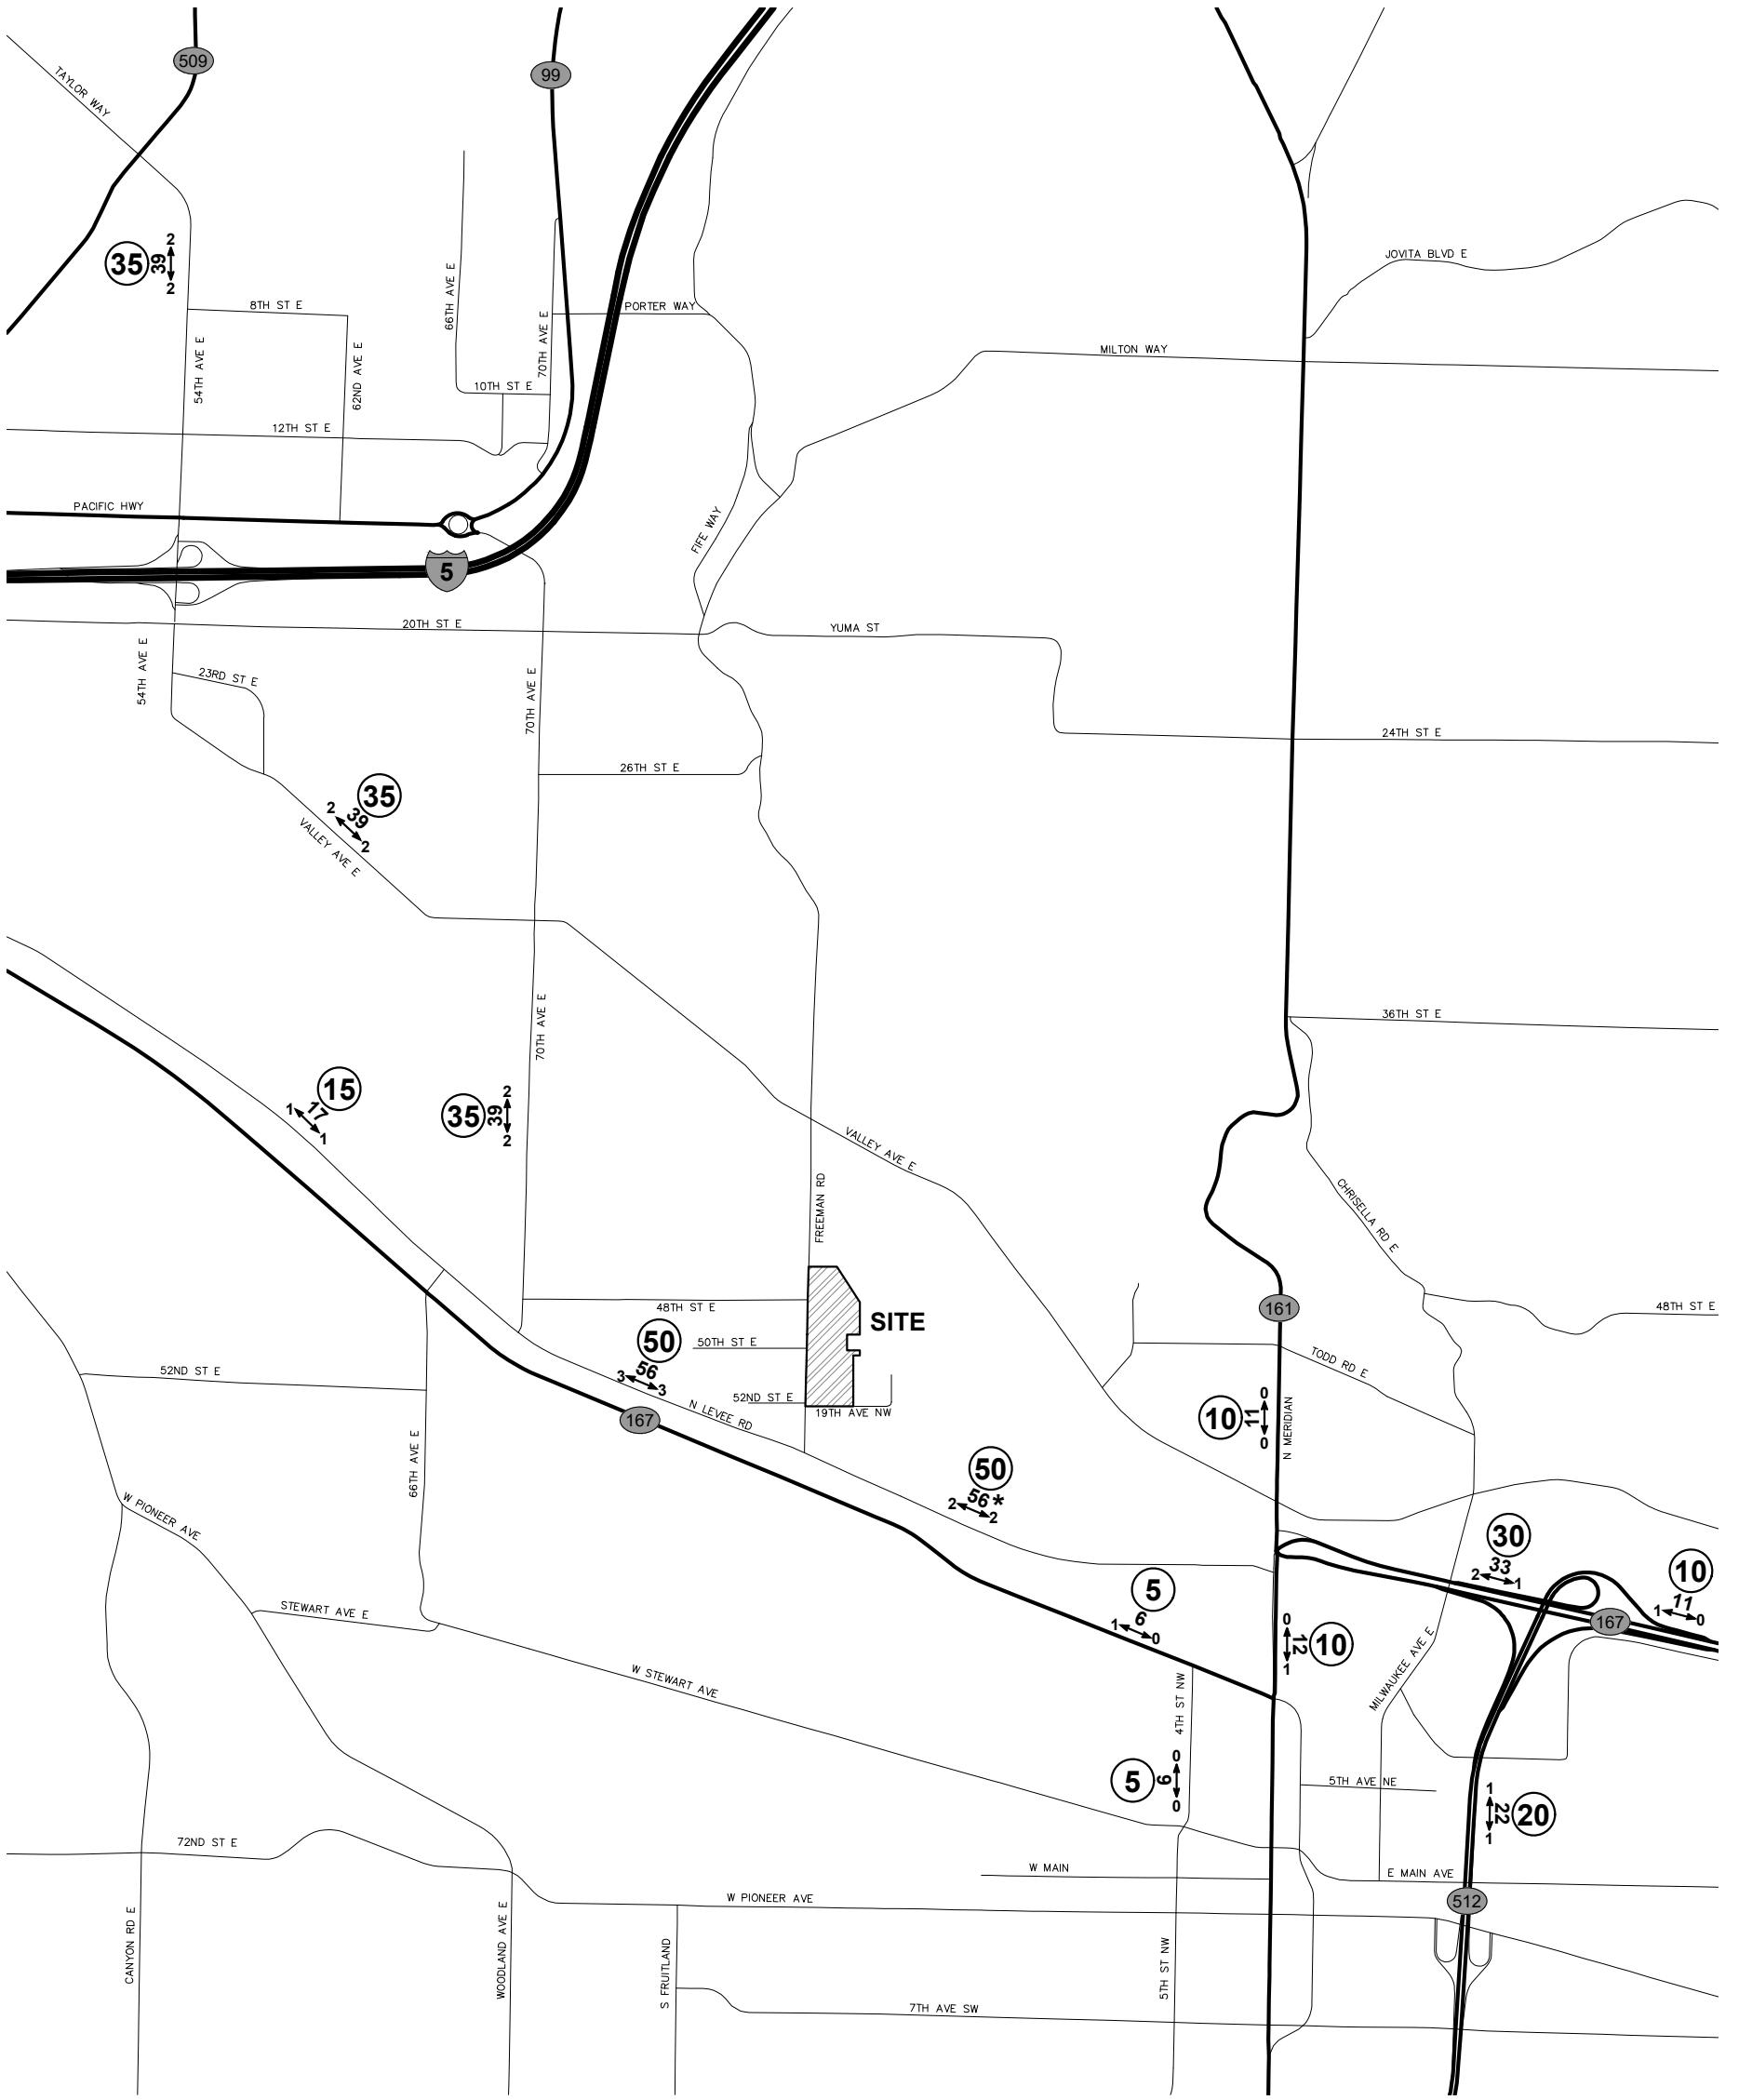 509
99
TAYLOR WAY
2
35
39
2
66TH AVE E
JOVITA BLVD E
8TH ST E
PORTER WAY
54TH AVE E
62ND AVE E
70TH AVE E
MILTON WAY
10TH ST E
12TH ST E
PACIFIC HWY
FIFE WAY
5
20TH ST E
YUMA ST
54TH AVE E
23RD ST E
70TH AVE E
24TH ST E
26TH ST E
35
2
39
2
VALLEY AVE E
70TH AVE E
36TH ST E
15
1
17
1
2
35
39
2
VALLEY AVE E
FREEMAN RD
CHRISELLA RD E
48TH ST E
SITE
161
48TH ST E
50
50TH ST E
3
56
3
TODD RD E
52ND ST E
52ND ST E
N LEVEE RD
19TH AVE NW
167
0
10
11
0
N MERIDIAN
66TH AVE E
50
2
56*
2
W PIONEER AVE
30
2
33
1
10
1
11
0
5
1
6
0
STEWART AVE E
167
0
12
10
1
MILWAUKEE AVE E
W STEWART AVE
4TH ST NW
0
5
6
0
5TH AVE NE
1
22
20
1
72ND ST E
W MAIN
E MAIN AVE
W PIONEER AVE
512
CANYON RD E
WOODLAND AVE E
S FRUITLAND
5TH ST NW
7TH AVE SW